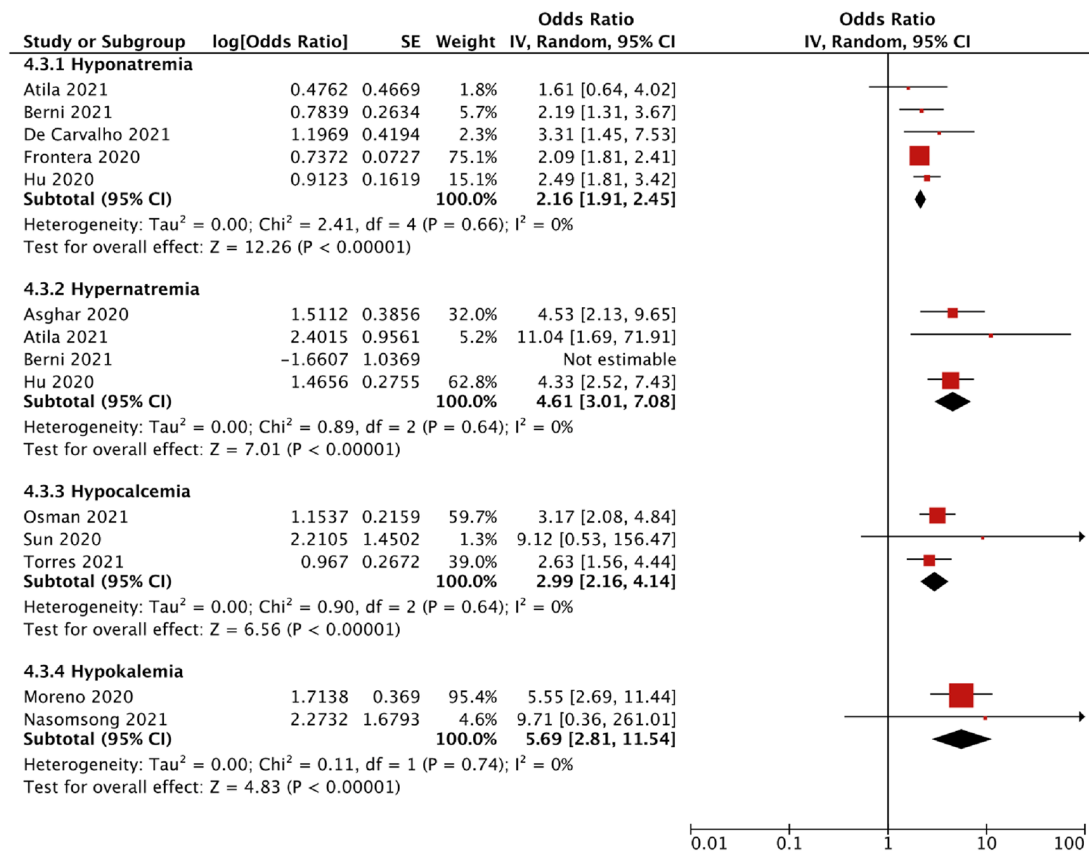 Odds Ratio Odds Ratio
Study or Subgroup log[Odds Ratio] SE Weight IV, Random, 95% CI IV, Random, 95% CI
4.3.1 Hyponatremia
Atila 2021 0.4762 0.4669 1.8% 1.61 [0.64, 4.02]
Berni 2021 0.7839 0.2634 5.7% 2.19 [1.31, 3.67]
De Carvalho 2021 1.1969 0.4194 2.3% 3.31 [1.45, 7.53]
Frontera 2020 0.7372 0.0727 75.1% 2.09 [1.81, 2.41]
Hu 2020 0.9123 0.1619 15.1% 2.49 [1.81, 3.42]
Subtotal (95% CI) 100.0% 2.16 [1.91, 2.45]
Heterogeneity: Tau² = 0.00; Chi² = 2.41, df = 4 (P = 0.66); I² = 0%
Test for overall effect: Z = 12.26 (P < 0.00001)
4.3.2 Hypernatremia
Asghar 2020 1.5112 0.3856 32.0% 4.53 [2.13, 9.65]
Atila 2021 2.4015 0.9561 5.2% 11.04 [1.69, 71.91]
Berni 2021 −1.6607 1.0369 Not estimable
Hu 2020 1.4656 0.2755 62.8% 4.33 [2.52, 7.43]
Subtotal (95% CI) 100.0% 4.61 [3.01, 7.08]
Heterogeneity: Tau² = 0.00; Chi² = 0.89, df = 2 (P = 0.64); I² = 0%
Test for overall effect: Z = 7.01 (P < 0.00001)
4.3.3 Hypocalcemia
Osman 2021 1.1537 0.2159 59.7% 3.17 [2.08, 4.84]
Sun 2020 2.2105 1.4502 1.3% 9.12 [0.53, 156.47]
Torres 2021 0.967 0.2672 39.0% 2.63 [1.56, 4.44]
Subtotal (95% CI) 100.0% 2.99 [2.16, 4.14]
Heterogeneity: Tau² = 0.00; Chi² = 0.90, df = 2 (P = 0.64); I² = 0%
Test for overall effect: Z = 6.56 (P < 0.00001)
4.3.4 Hypokalemia
Moreno 2020 1.7138 0.369 95.4% 5.55 [2.69, 11.44]
Nasomsong 2021 2.2732 1.6793 4.6% 9.71 [0.36, 261.01]
Subtotal (95% CI) 100.0% 5.69 [2.81, 11.54]
Heterogeneity: Tau² = 0.00; Chi² = 0.11, df = 1 (P = 0.74); I² = 0%
Test for overall effect: Z = 4.83 (P < 0.00001)
0.01 0.1 1 10 100